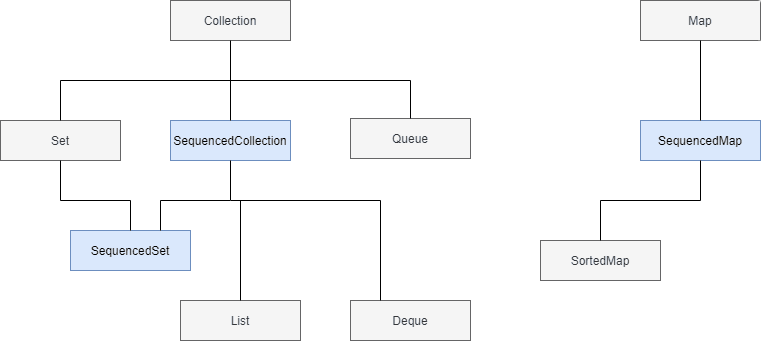 Collection
Map
Set
SequencedCollection
Queue
SequencedMap
SequencedSet
SortedMap
List
Deque